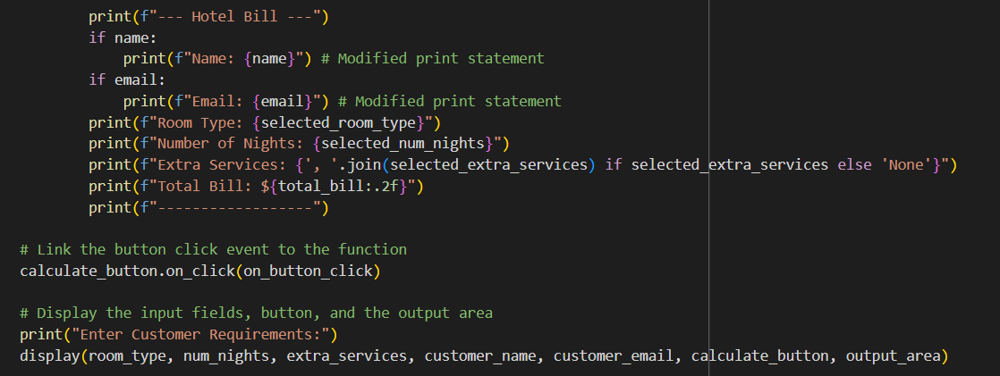 print(f"--- Hotel Bill ---")
if name:
print(f"Name: {name}") # Modified print statement
if email:
print(f"Email: {email}") # Modified print statement
print(f"Room Type: {selected_room_type}")
print(f"Number of Nights: {selected_num_nights}")
print(f"Extra Services: {', '.join(selected_extra_services) if selected_extra_services else 'None'}")
print(f"Total Bill: ${total_bill:.2f}")
print(f"------------------")
# Link the button click event to the function
calculate_button.on_click(on_button_click)
# Display the input fields, button, and the output area
print("Enter Customer Requirements:")
display(room_type, num_nights, extra_services, customer_name, customer_email, calculate_button, output_area)